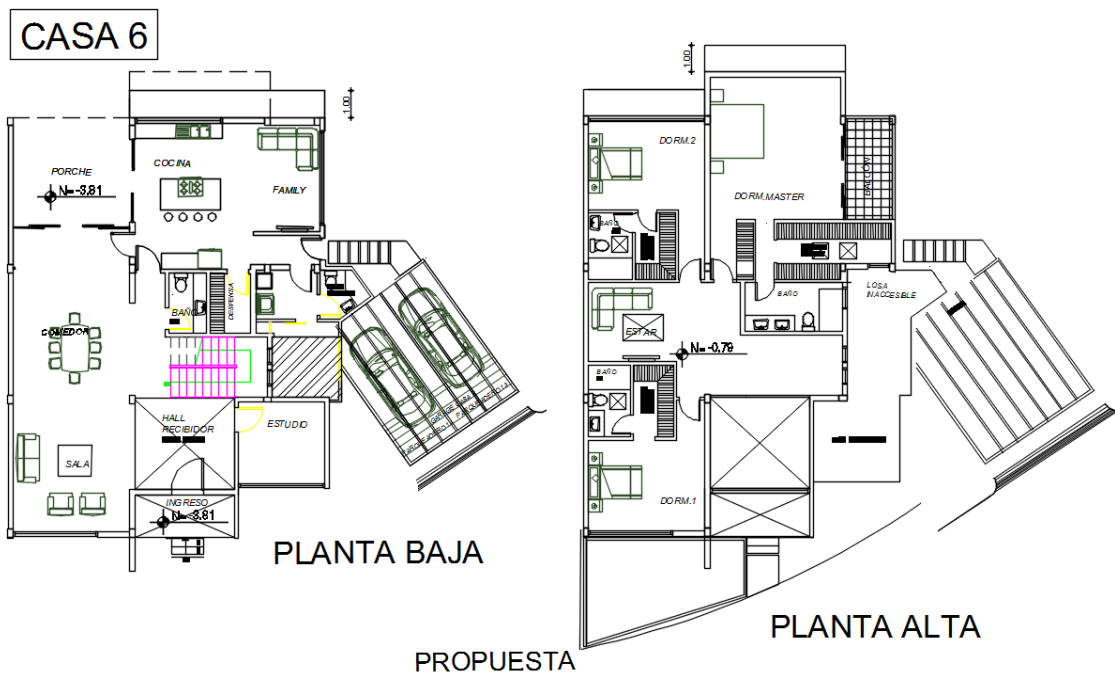 CASA 6
1.00
PORCHE
N= -3,81
COCINA
FAMILY
BAÑO
DESPENSA
COMEDOR
HALL
RECIBIDOR
ESTUDIO
SALA
INGRESO
N= -3,81
PLANTA BAJA
1.00
DORM.2
DORM.MASTER
BALCÓN
BAÑO
BAÑO
LOSA
INACCESIBLE
ESTAR
N= -0,79
BAÑO
DORM.1
PLANTA ALTA
PROPUESTA